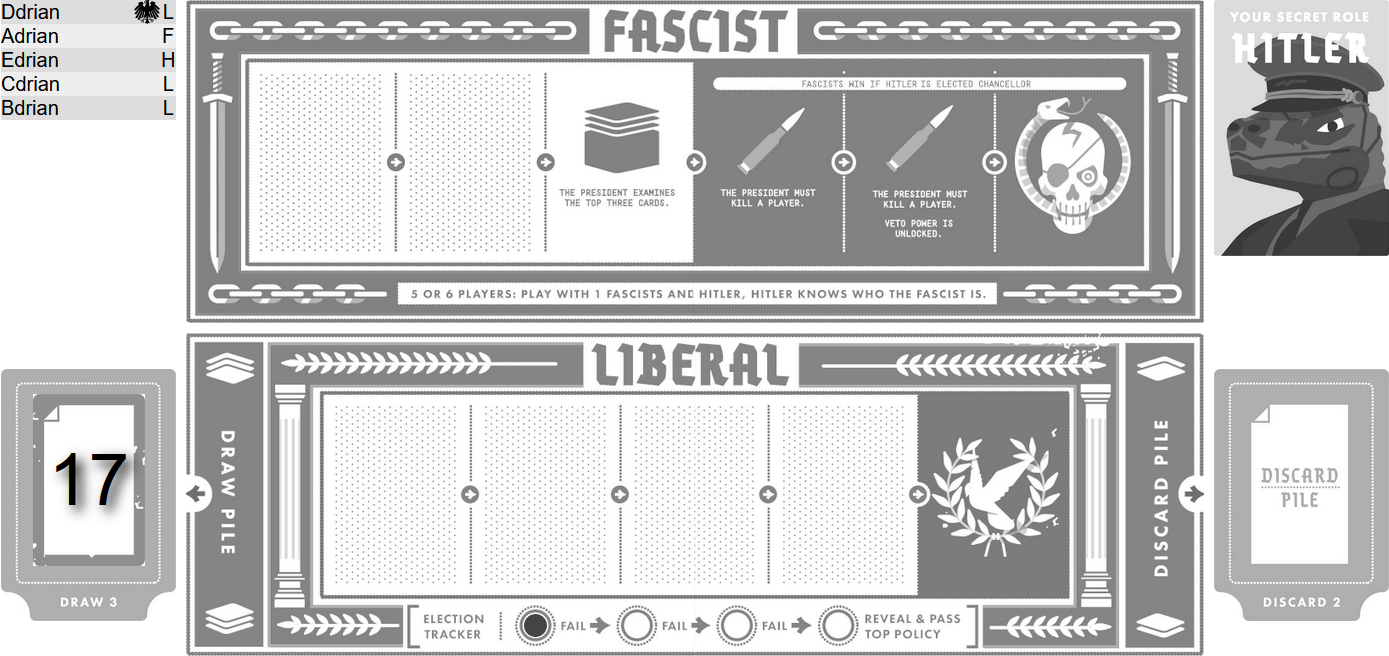 Ddrian L
Adrian F
Edrian H
Cdrian L
Bdrian L
FASCIST
FASCISTS WIN IF HITLER IS ELECTED CHANCELLOR
THE PRESIDENT EXAMINES
THE TOP THREE CARDS.
THE PRESIDENT MUST
KILL A PLAYER.
THE PRESIDENT MUST
KILL A PLAYER.
VETO POWER IS
UNLOCKED.
5 OR 6 PLAYERS: PLAY WITH 1 FASCISTS AND HITLER, HITLER KNOWS WHO THE FASCIST IS.
YOUR SECRET ROLE
HITLER
17
DRAW 3
DRAW PILE
LIBERAL
ELECTION
TRACKER
FAIL
FAIL
FAIL
REVEAL & PASS
TOP POLICY
DISCARD PILE
DISCARD
PILE
DISCARD 2